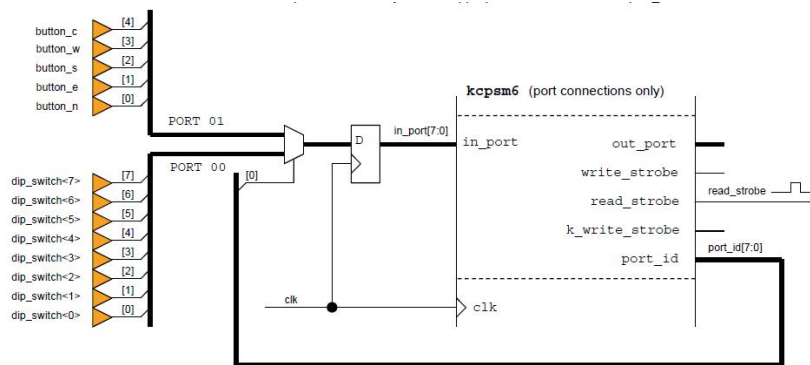 button_c [4]
button_w [3]
button_s [2]
button_e [1]
button_n [0]
PORT 01
PORT 00
dip_switch<7> [7]
dip_switch<6> [6]
dip_switch<5> [5]
dip_switch<4> [4]
dip_switch<3> [3]
dip_switch<2> [2]
dip_switch<1> [1]
dip_switch<0> [0]
[0]
D
clk
in_port[7:0]
kcpsm6 (port connections only)
in_port
out_port
write_strobe
read_strobe
k_write_strobe
port_id
clk
read_strobe
port_id[7:0]